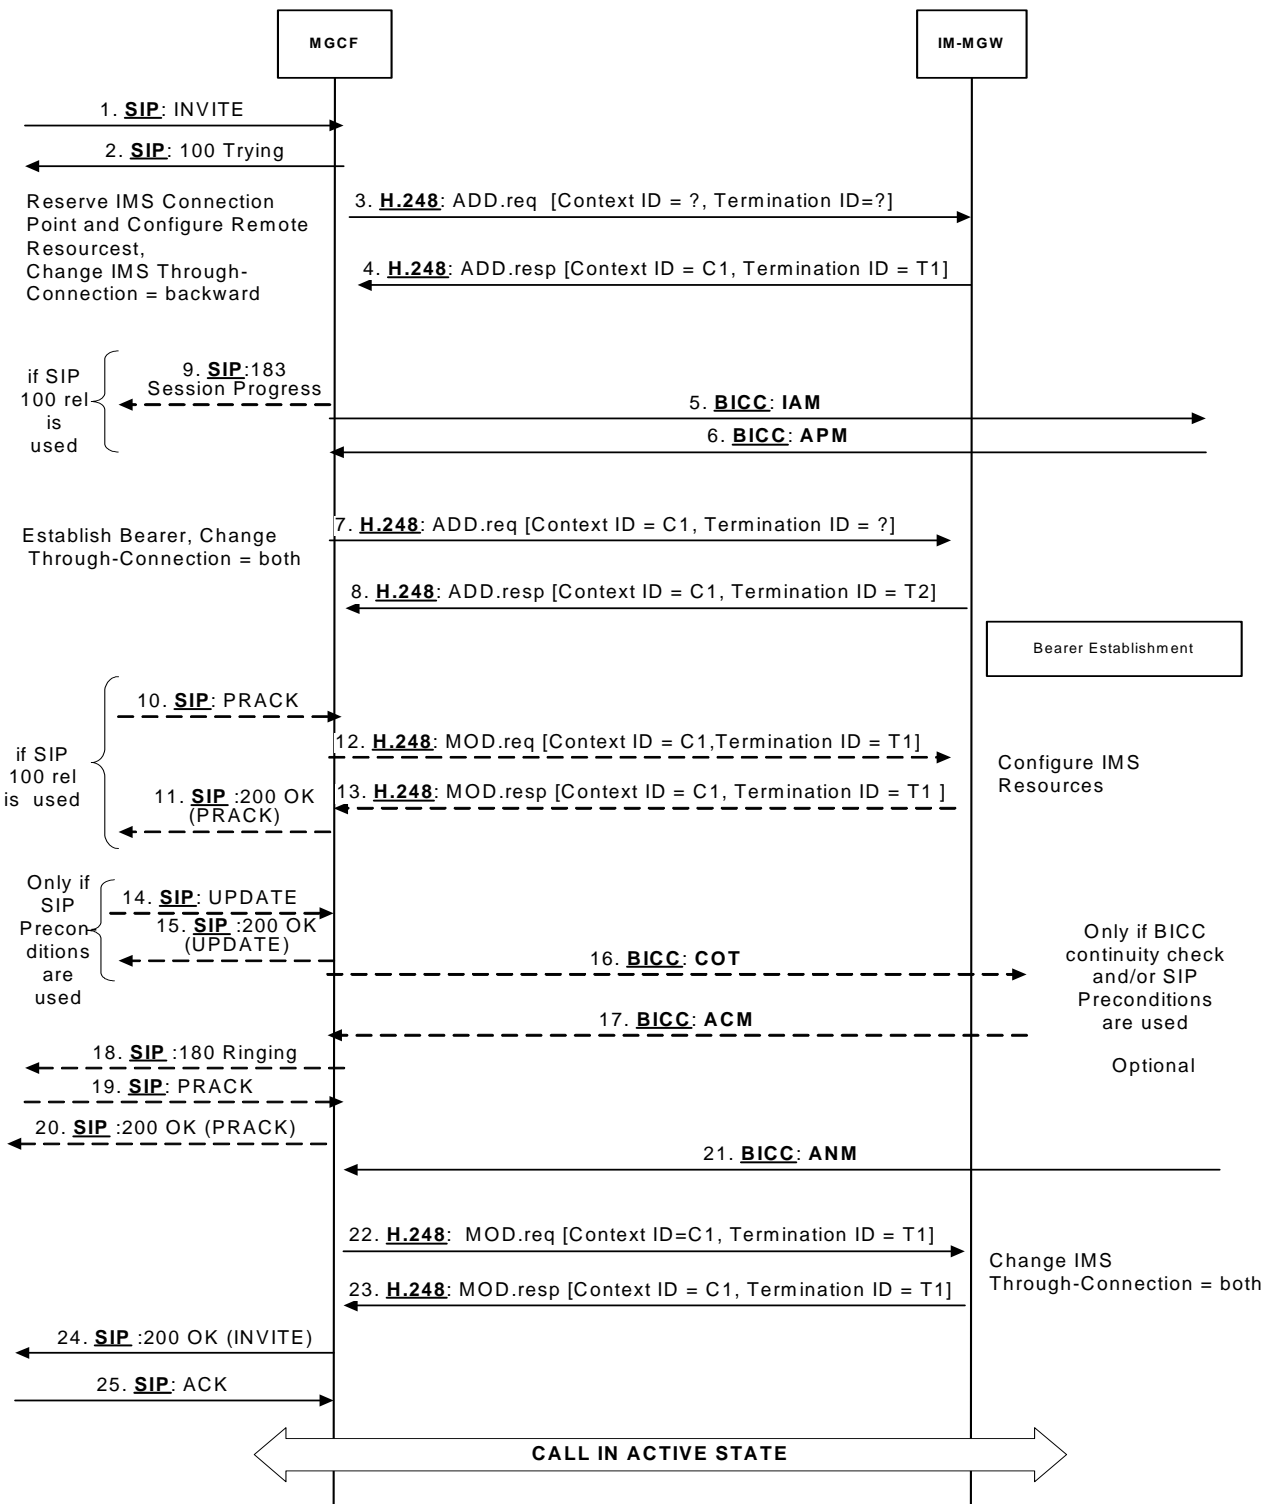 MGCF
IM-MGW
1. SIP: INVITE
2. SIP: 100 Trying
Reserve IMS Connection
Point and Configure Remote
Resourcest,
Change IMS Through-
Connection = backward
3. H.248: ADD.req [Context ID = ?, Termination ID=?]
4. H.248: ADD.resp [Context ID = C1, Termination ID = T1]
if SIP
100 rel
is
used
9. SIP:183
Session Progress
5. BICC: IAM
6. BICC: APM
Establish Bearer, Change
Through-Connection = both
7. H.248: ADD.req [Context ID = C1, Termination ID = ?]
8. H.248: ADD.resp [Context ID = C1, Termination ID = T2]
Bearer Establishment
if SIP
100 rel
is used
10. SIP: PRACK
12. H.248: MOD.req [Context ID = C1,Termination ID = T1]
11. SIP :200 OK
(PRACK)
13. H.248: MOD.resp [Context ID = C1, Termination ID = T1 ]
Configure IMS
Resources
Only if
SIP
Precon
ditions
are
used
14. SIP: UPDATE
15. SIP :200 OK
(UPDATE)
16. BICC: COT
Only if BICC
continuity check
and/or SIP
Preconditions
are used
17. BICC: ACM
Optional
18. SIP :180 Ringing
19. SIP: PRACK
20. SIP :200 OK (PRACK)
21. BICC: ANM
22. H.248: MOD.req [Context ID=C1, Termination ID = T1]
23. H.248: MOD.resp [Context ID = C1, Termination ID = T1]
Change IMS
Through-Connection = both
24. SIP :200 OK (INVITE)
25. SIP: ACK
CALL IN ACTIVE STATE